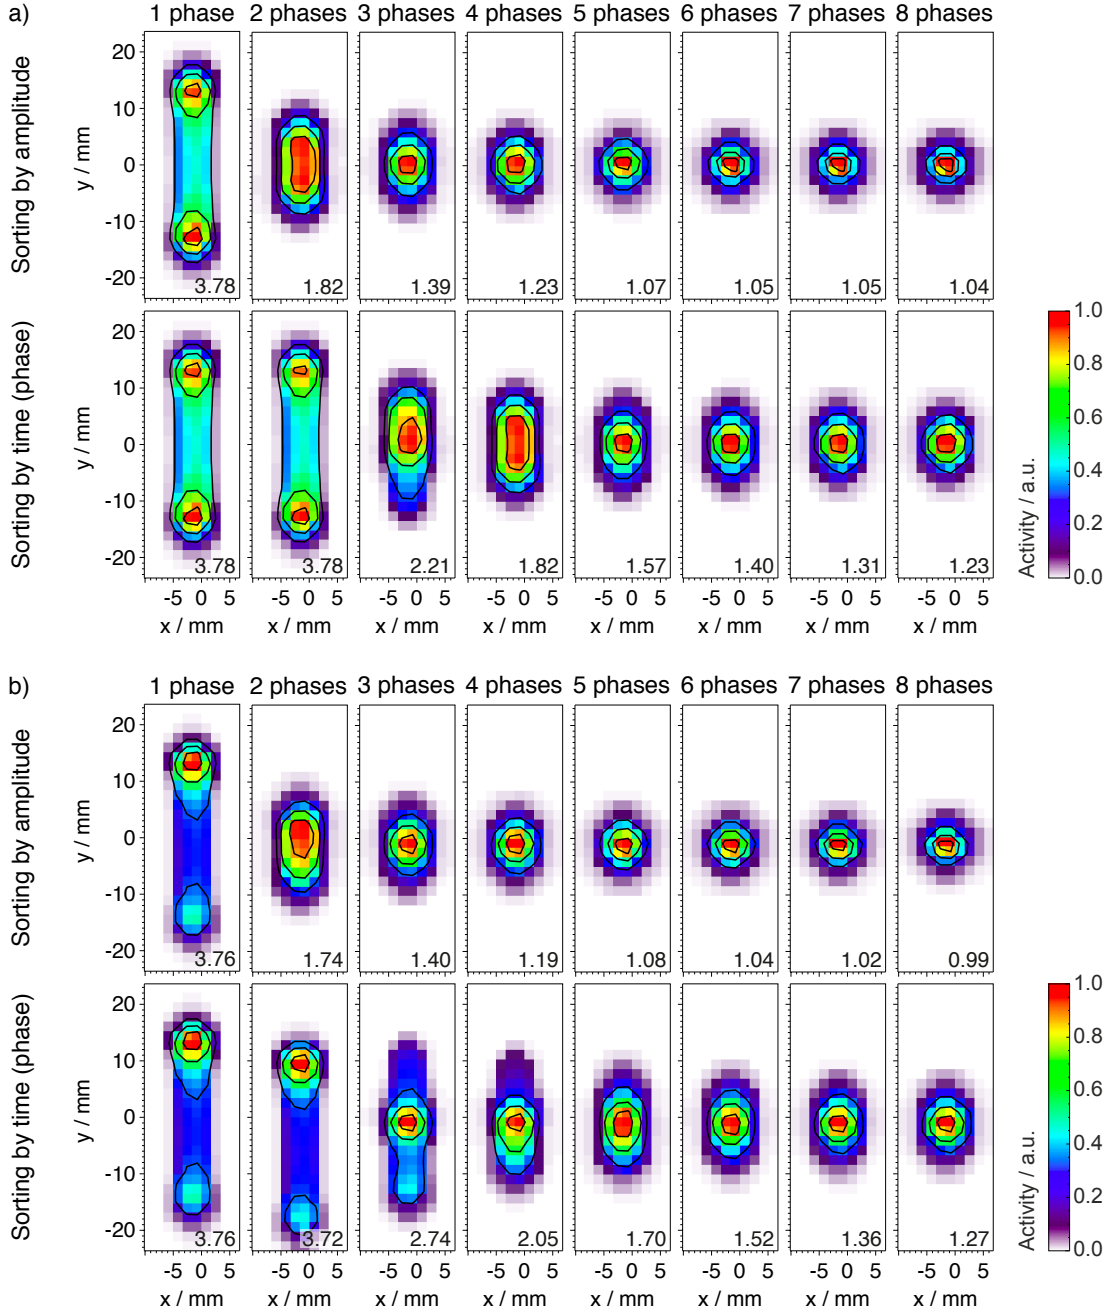 a)
1 phase 2 phases 3 phases 4 phases 5 phases 6 phases 7 phases 8 phases
Sorting by amplitude
y / mm
20
10
0
-10
-20
3.78 1.82 1.39 1.23 1.07 1.05 1.05 1.04
Sorting by time (phase)
y / mm
20
10
0
-10
-20
3.78 3.78 2.21 1.82 1.57 1.40 1.31 1.23
-5 0 5 -5 0 5 -5 0 5 -5 0 5 -5 0 5 -5 0 5 -5 0 5 -5 0 5
x / mm x / mm x / mm x / mm x / mm x / mm x / mm x / mm
Activity / a.u.
1.0
0.8
0.6
0.4
0.2
0.0
b)
1 phase 2 phases 3 phases 4 phases 5 phases 6 phases 7 phases 8 phases
Sorting by amplitude
y / mm
20
10
0
-10
-20
3.76 1.74 1.40 1.19 1.08 1.04 1.02 0.99
Sorting by time (phase)
y / mm
20
10
0
-10
-20
3.76 3.72 2.74 2.05 1.70 1.52 1.36 1.27
-5 0 5 -5 0 5 -5 0 5 -5 0 5 -5 0 5 -5 0 5 -5 0 5 -5 0 5
x / mm x / mm x / mm x / mm x / mm x / mm x / mm x / mm
Activity / a.u.
1.0
0.8
0.6
0.4
0.2
0.0